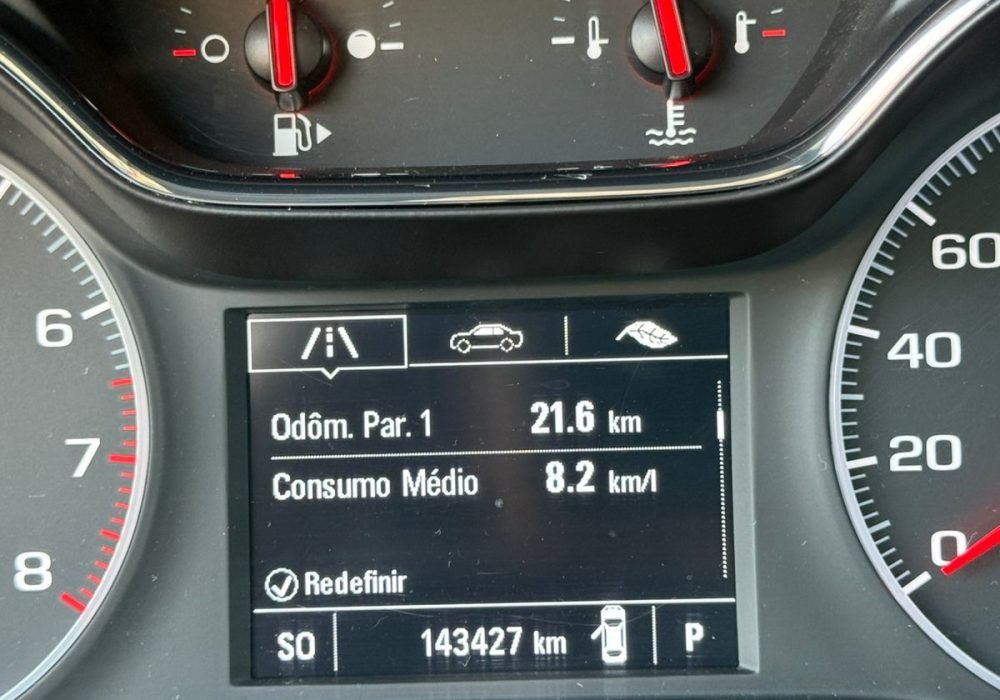 6
7
8
60
40
20
0
Odôm. Par. 1 21.6 km
Consumo Médio 8.2 km/l
Redefinir
SO 143427 km P